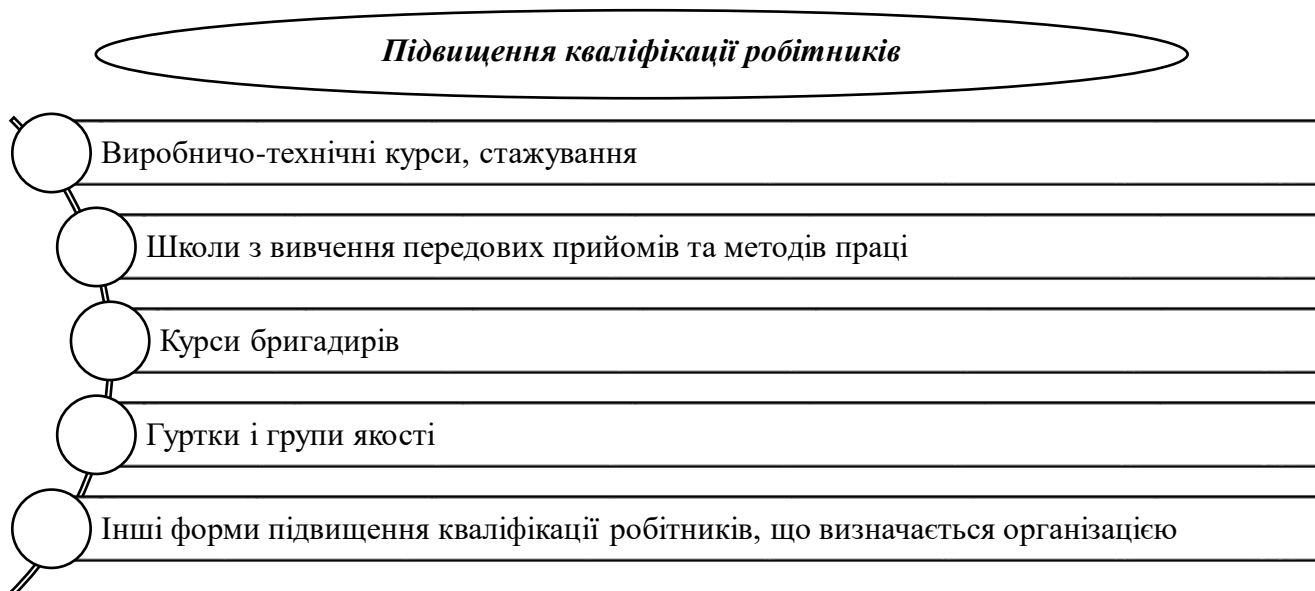 Підвищення кваліфікації робітників
Виробничо-технічні курси, стажування
Школи з вивчення передових прийомів та методів праці
Курси бригадирів
Гуртки і групи якості
Інші форми підвищення кваліфікації робітників, що визначається організацією